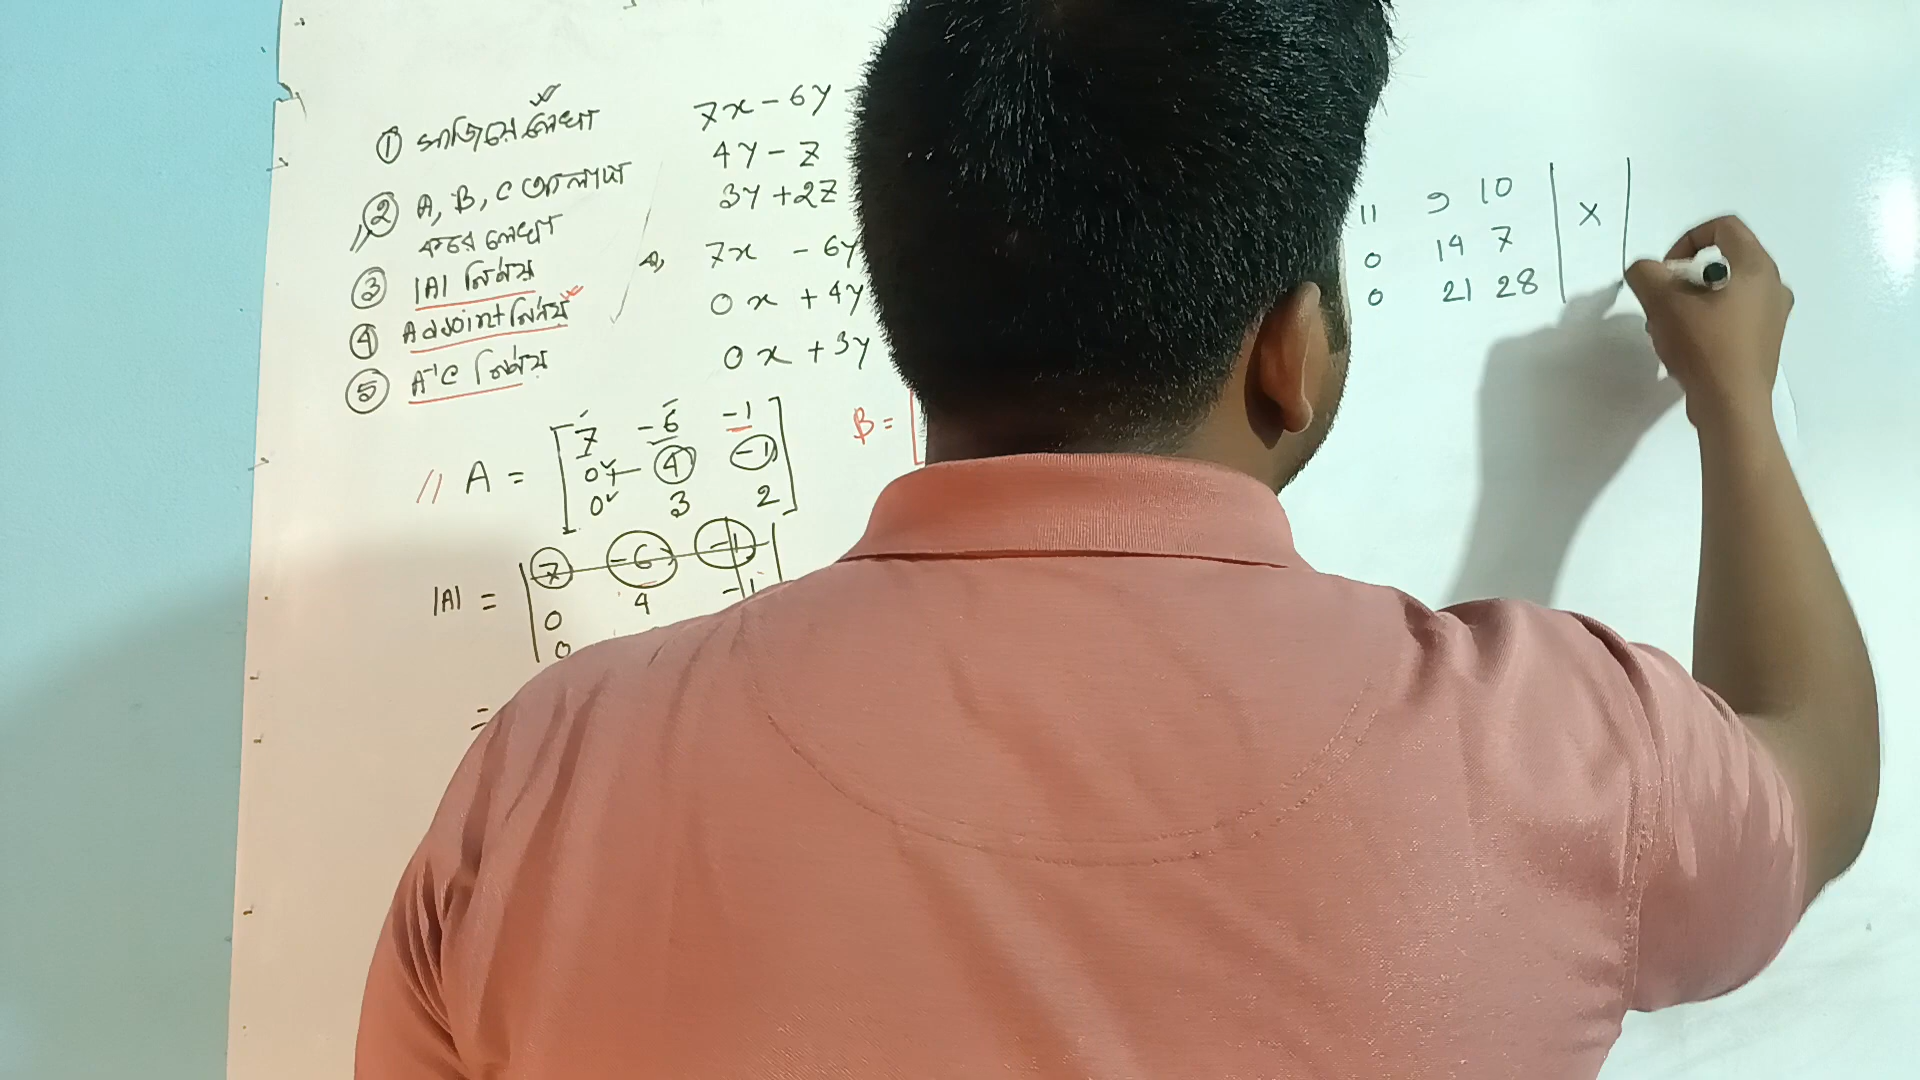 ① সাজিয়ে লেখা
② A, B, C আলাদা
করে লেখা
③ |A| নির্ণয়
④ Adjoint নির্ণয়
⑤ A⁻¹C নির্ণয়
7x - 6y -
4y - z
3y + 2z
বা, 7x - 6y
0x + 4y
0x + 3y
A = [7 -6 -1
0 4 -1
0 3 2]
B = [
|A| = |7 -6 -1|
0 4 -1
0
=
11 9 10
0 14 7
0 21 28
x